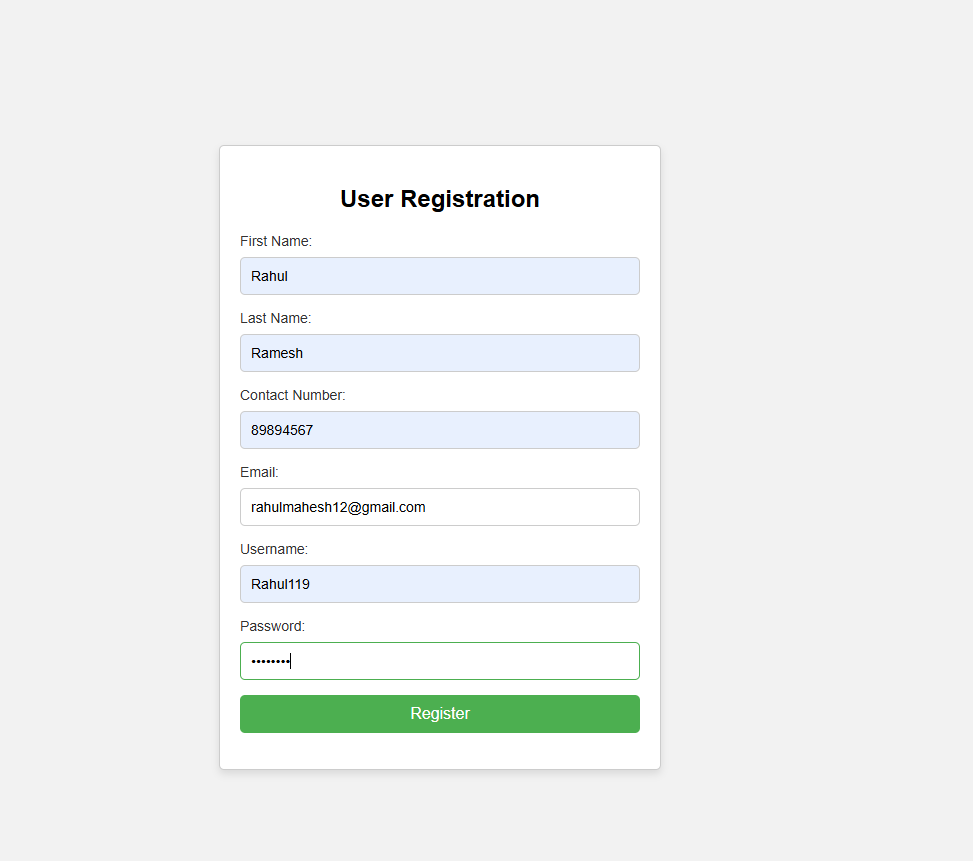 User Registration
First Name:
Rahul
Last Name:
Ramesh
Contact Number:
89894567
Email:
rahulmahesh12@gmail.com
Username:
Rahul119
Password:
••••••••
Register